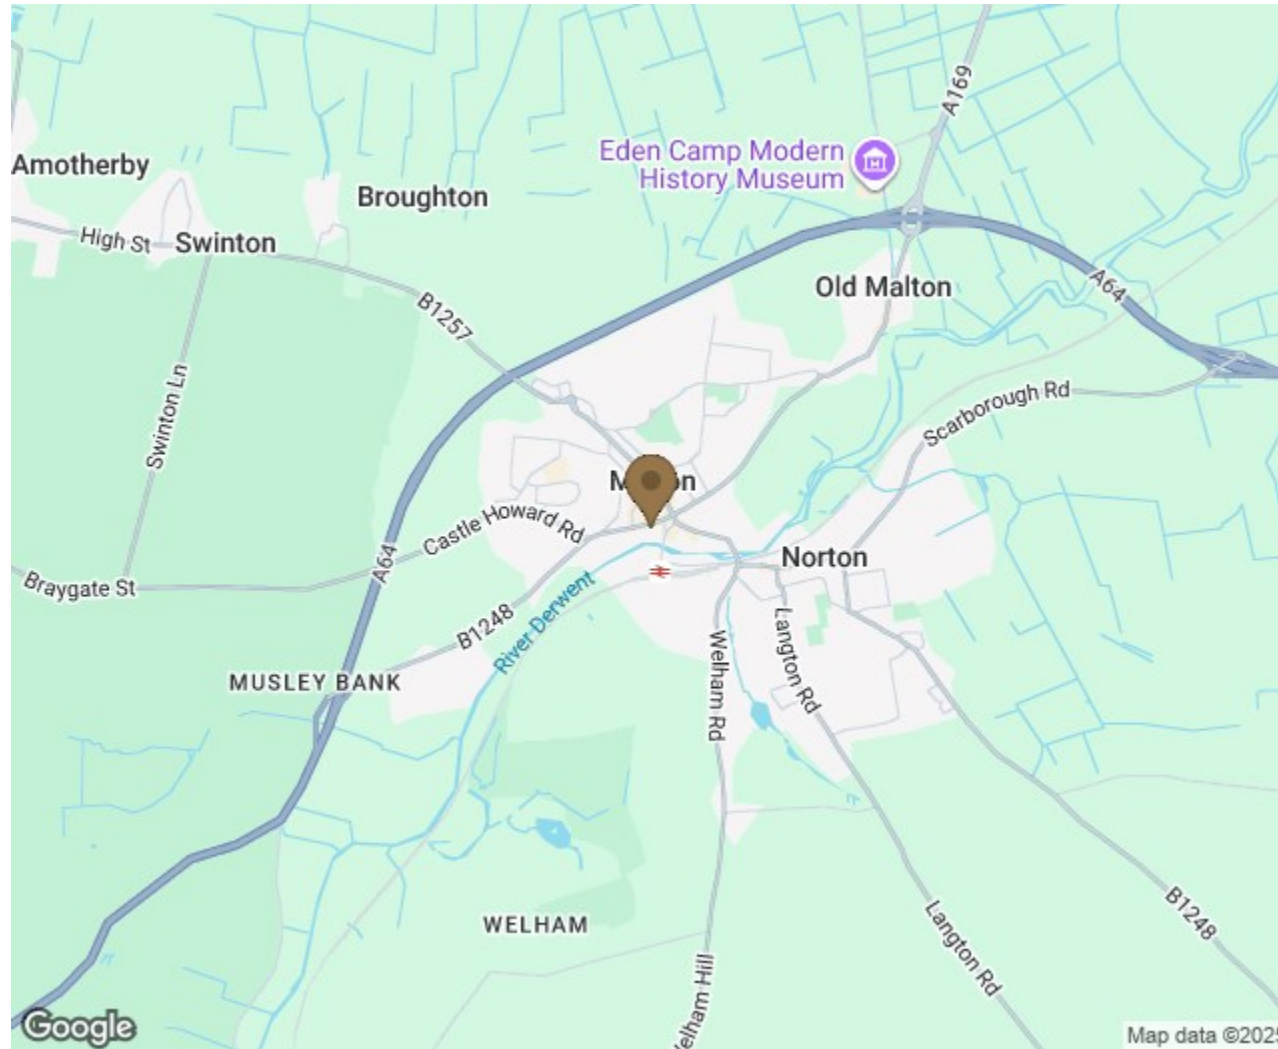 A169
Eden Camp Modern
History Museum
Amotherby
Broughton
High St
Swinton
Old Malton
A64
B1257
Swinton Ln
Scarborough Rd
Castle Howard Rd
A64
Norton
Braygate St
River Derwent
B1248
Langton Rd
Welham Rd
MUSLEY BANK
WELHAM
B1248
Langton Rd
Google
Map data ©2025